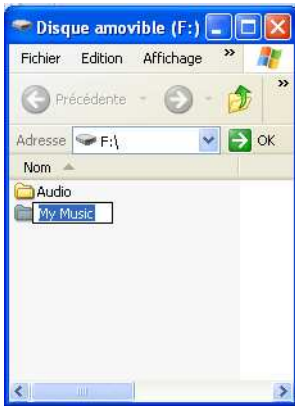 Disque amovible (F:)
Fichier Edition Affichage »
Précédente »
Adresse F:\ OK
Nom
Audio
My Music